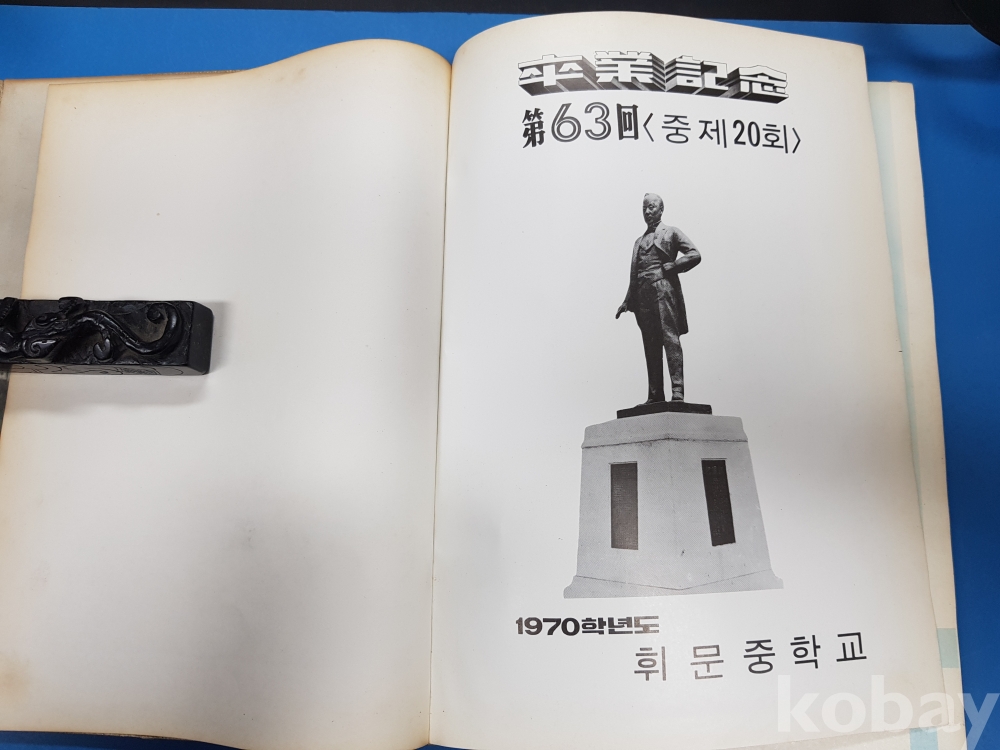 卒業記念
第63回〈중제20회〉
1970학년도
휘문중학교
kobay